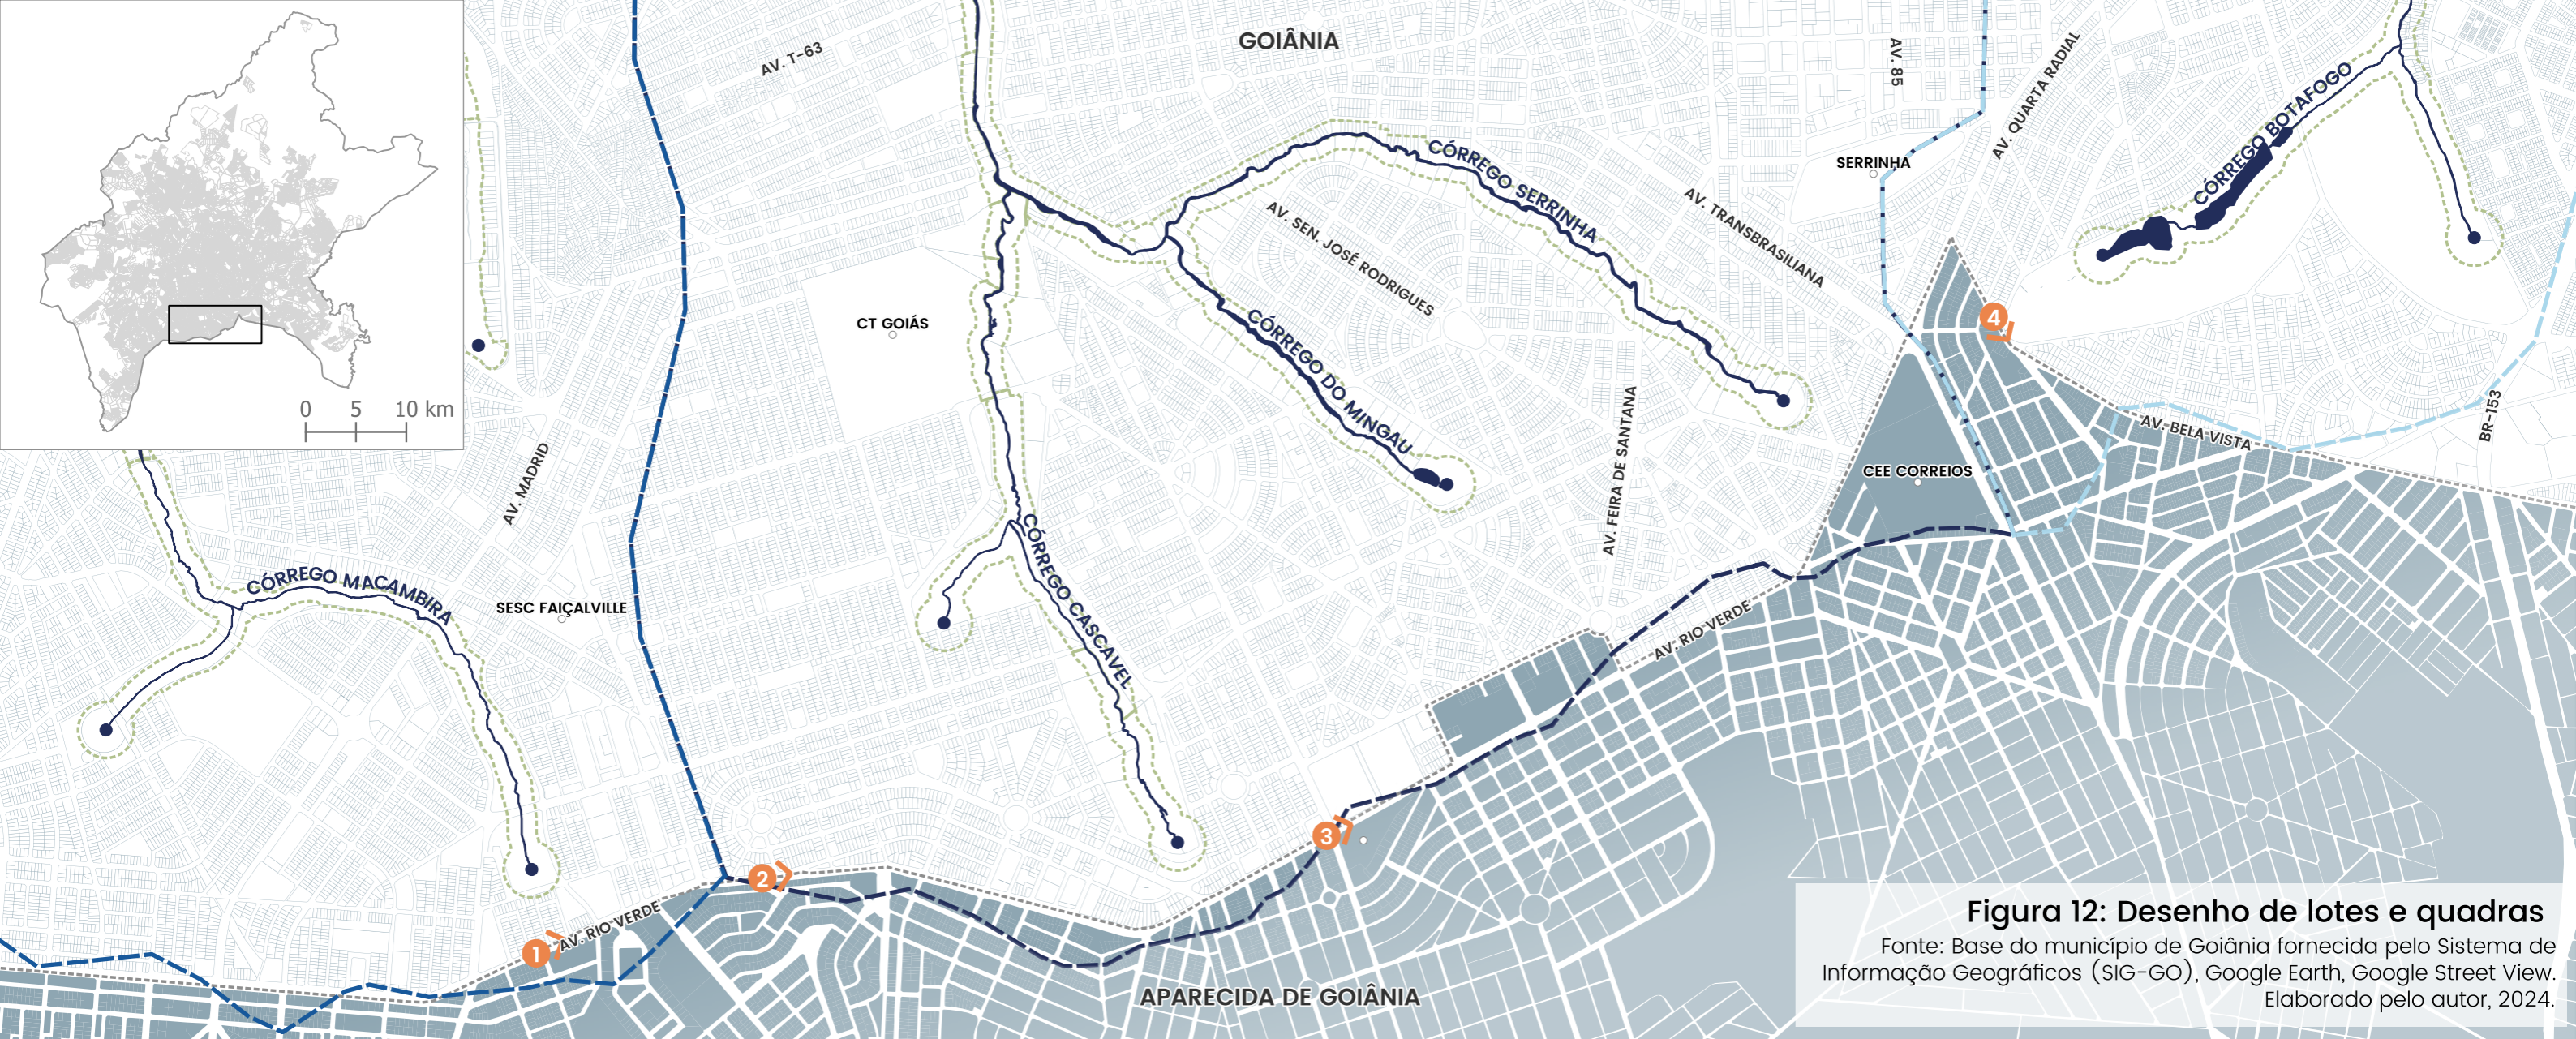 GOIÂNIA
AV. T-63
AV. 85
AV. QUARTA RADIAL
CÓRREGO BOTAFOGO
CÓRREGO SERRINHA
SERRINHA
AV. TRANSBRASILIANA
AV. SEN. JOSÉ RODRIGUES
CT GOIÁS
CÓRREGO DO MINGAU
4
0 5 10 km
AV. MADRID
AV. FEIRA DE SANTANA
CEE CORREIOS
AV. BELA VISTA
BR-153
CÓRREGO MACAMBIRA
SESC FAIÇALVILLE
CÓRREGO CASCAVEL
AV. RIO VERDE
3
2
AV. RIO VERDE
1
APARECIDA DE GOIÂNIA
Figura 12: Desenho de lotes e quadras
Fonte: Base do município de Goiânia fornecida pelo Sistema de
Informação Geográficos (SIG-GO), Google Earth, Google Street View.
Elaborado pelo autor, 2024.